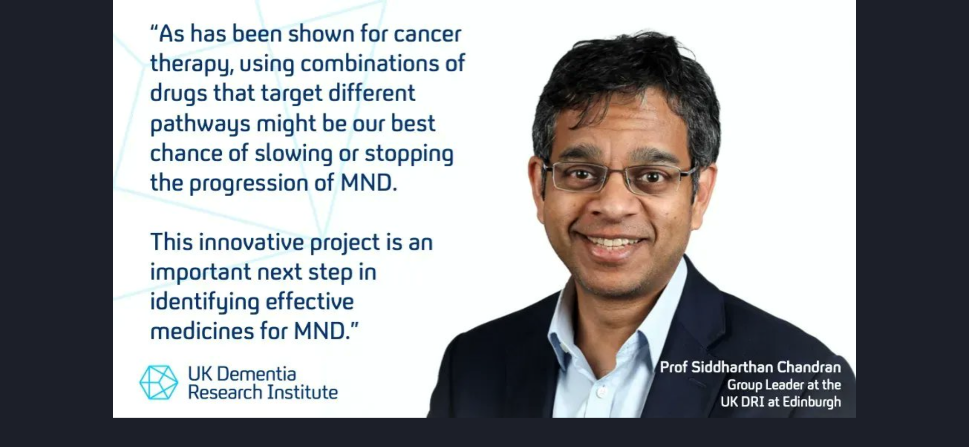 “As has been shown for cancer
therapy, using combinations of
drugs that target different
pathways might be our best
chance of slowing or stopping
the progression of MND.
This innovative project is an
important next step in
identifying effective
medicines for MND.”
UK Dementia
Research Institute
Prof Siddharthan Chandran
Group Leader at the
UK DRI at Edinburgh